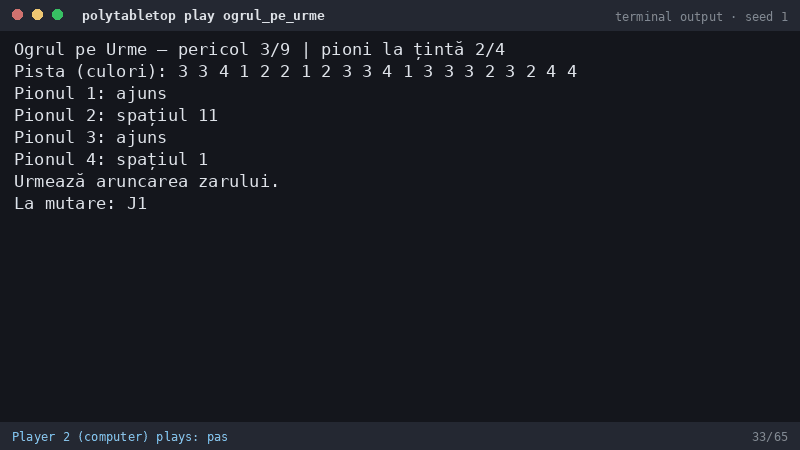 polytabletop play ogrul_pe_urme
terminal output · seed 1
Ogrul pe Urme — pericol 3/9 | pioni la țintă 2/4
Pista (culori): 3 3 4 1 2 2 1 2 3 3 4 1 3 3 3 2 3 2 4 4
Pionul 1: ajuns
Pionul 2: spațiul 11
Pionul 3: ajuns
Pionul 4: spațiul 1
Urmează aruncarea zarului.
La mutare: J1
Player 2 (computer) plays: pas
33/65